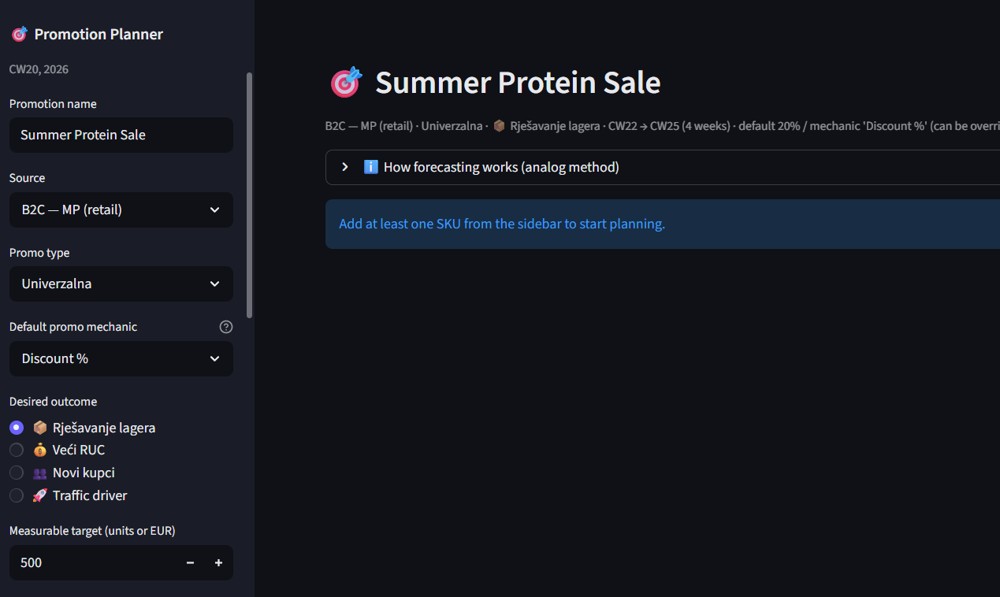 Promotion Planner
CW20, 2026
Promotion name
Summer Protein Sale
Source
B2C — MP (retail)
Promo type
Univerzalna
Default promo mechanic
Discount %
Desired outcome
Rješavanje lagera
Veći RUC
Novi kupci
Traffic driver
Measurable target (units or EUR)
500
Summer Protein Sale
B2C — MP (retail) · Univerzalna · 📦 Rješavanje lagera · CW22 → CW25 (4 weeks) · default 20% / mechanic 'Discount %' (can be overri
How forecasting works (analog method)
Add at least one SKU from the sidebar to start planning.